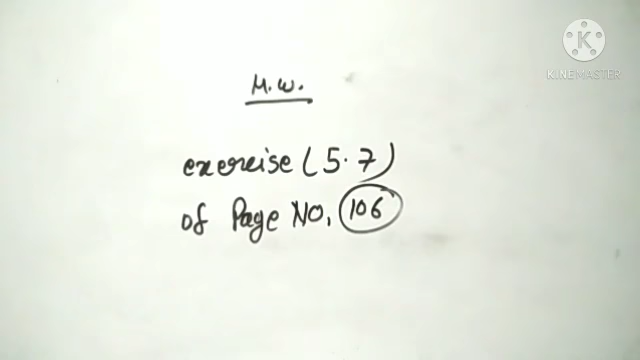 K
KINEMASTER
H.W.
exercise (5.7)
of Page NO. 106